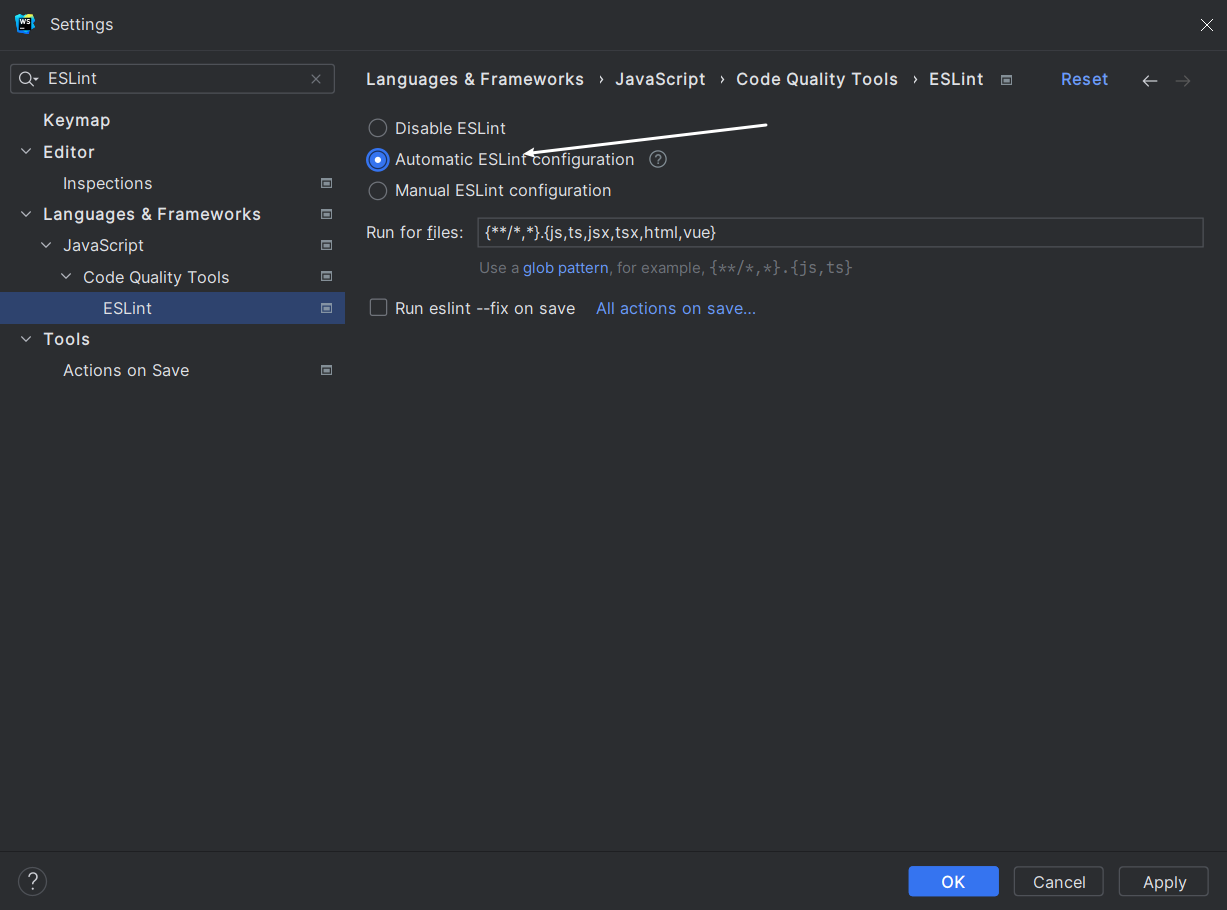 WS
Settings
ESLint
Keymap
Editor
Inspections
Languages & Frameworks
JavaScript
Code Quality Tools
ESLint
Tools
Actions on Save
Languages & Frameworks › JavaScript › Code Quality Tools › ESLint
Reset
Disable ESLint
Automatic ESLint configuration ?
Manual ESLint configuration
Run for files: {**/*,*}.{js,ts,jsx,tsx,html,vue}
Use a glob pattern, for example, {**/*,*}.{js,ts}
Run eslint --fix on save All actions on save...
? OK Cancel Apply